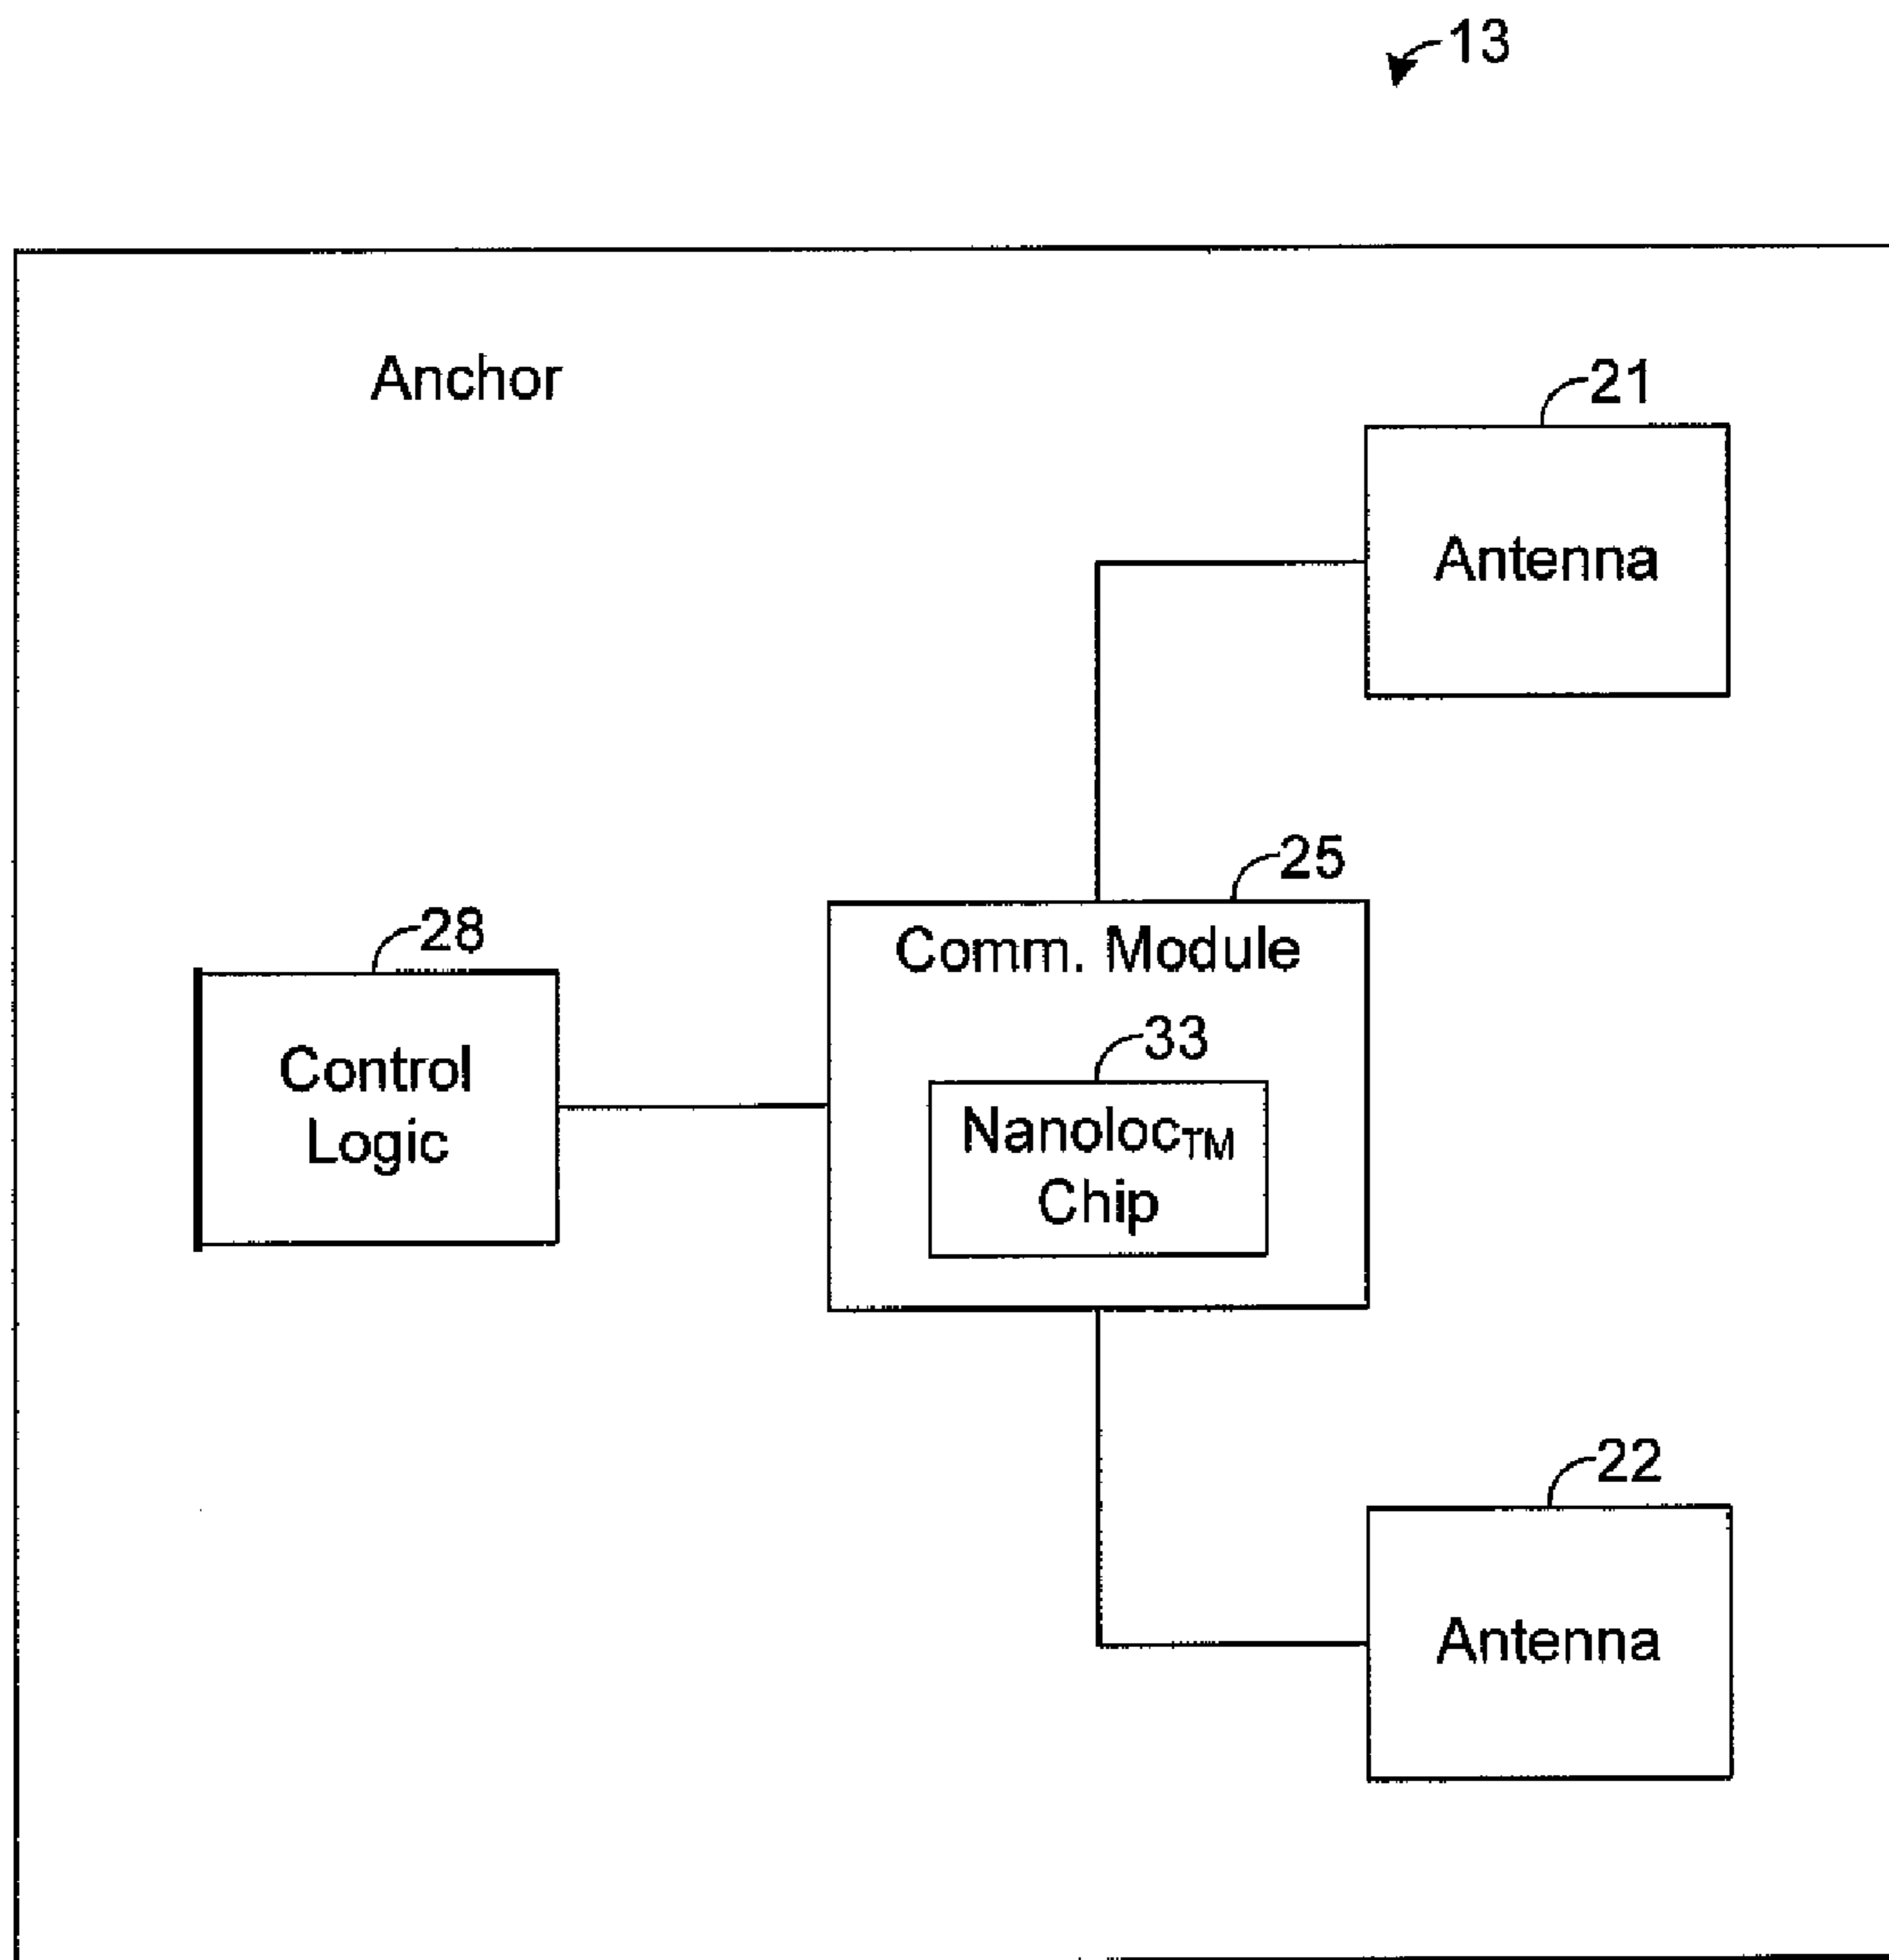 13
Anchor
21
Antenna
25
Comm. Module
28
Control
Logic
33
Nanoloc™
Chip
22
Antenna